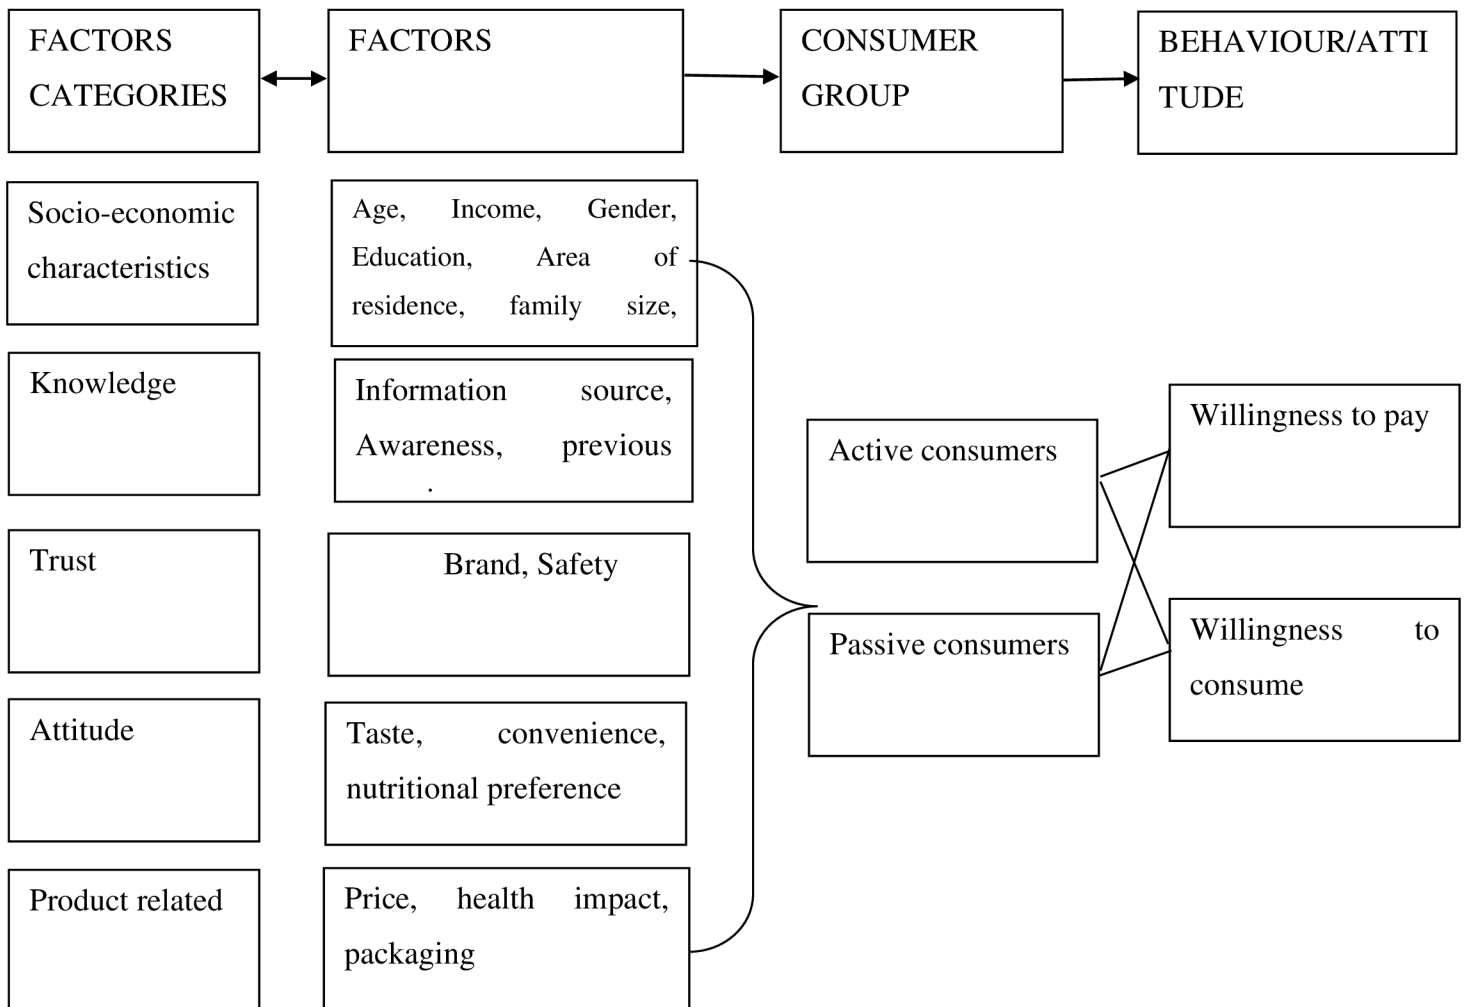 FACTORS
CATEGORIES
FACTORS
CONSUMER
GROUP
BEHAVIOUR/ATTI
TUDE
Socio-economic
characteristics
Age, Income, Gender,
Education, Area of
residence, family size,
Knowledge
Information source,
Awareness, previous
.
Trust
Brand, Safety
Attitude
Taste, convenience,
nutritional preference
Product related
Price, health impact,
packaging
Active consumers
Passive consumers
Willingness to pay
Willingness to
consume